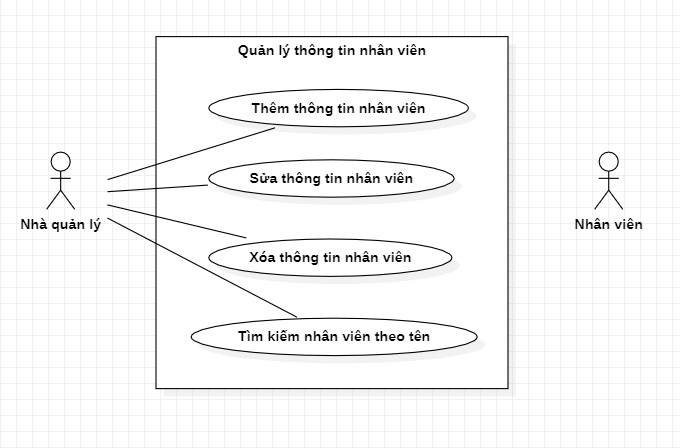 Quản lý thông tin nhân viên
Thêm thông tin nhân viên
Sửa thông tin nhân viên
Nhà quản lý
Nhân viên
Xóa thông tin nhân viên
Tìm kiếm nhân viên theo tên